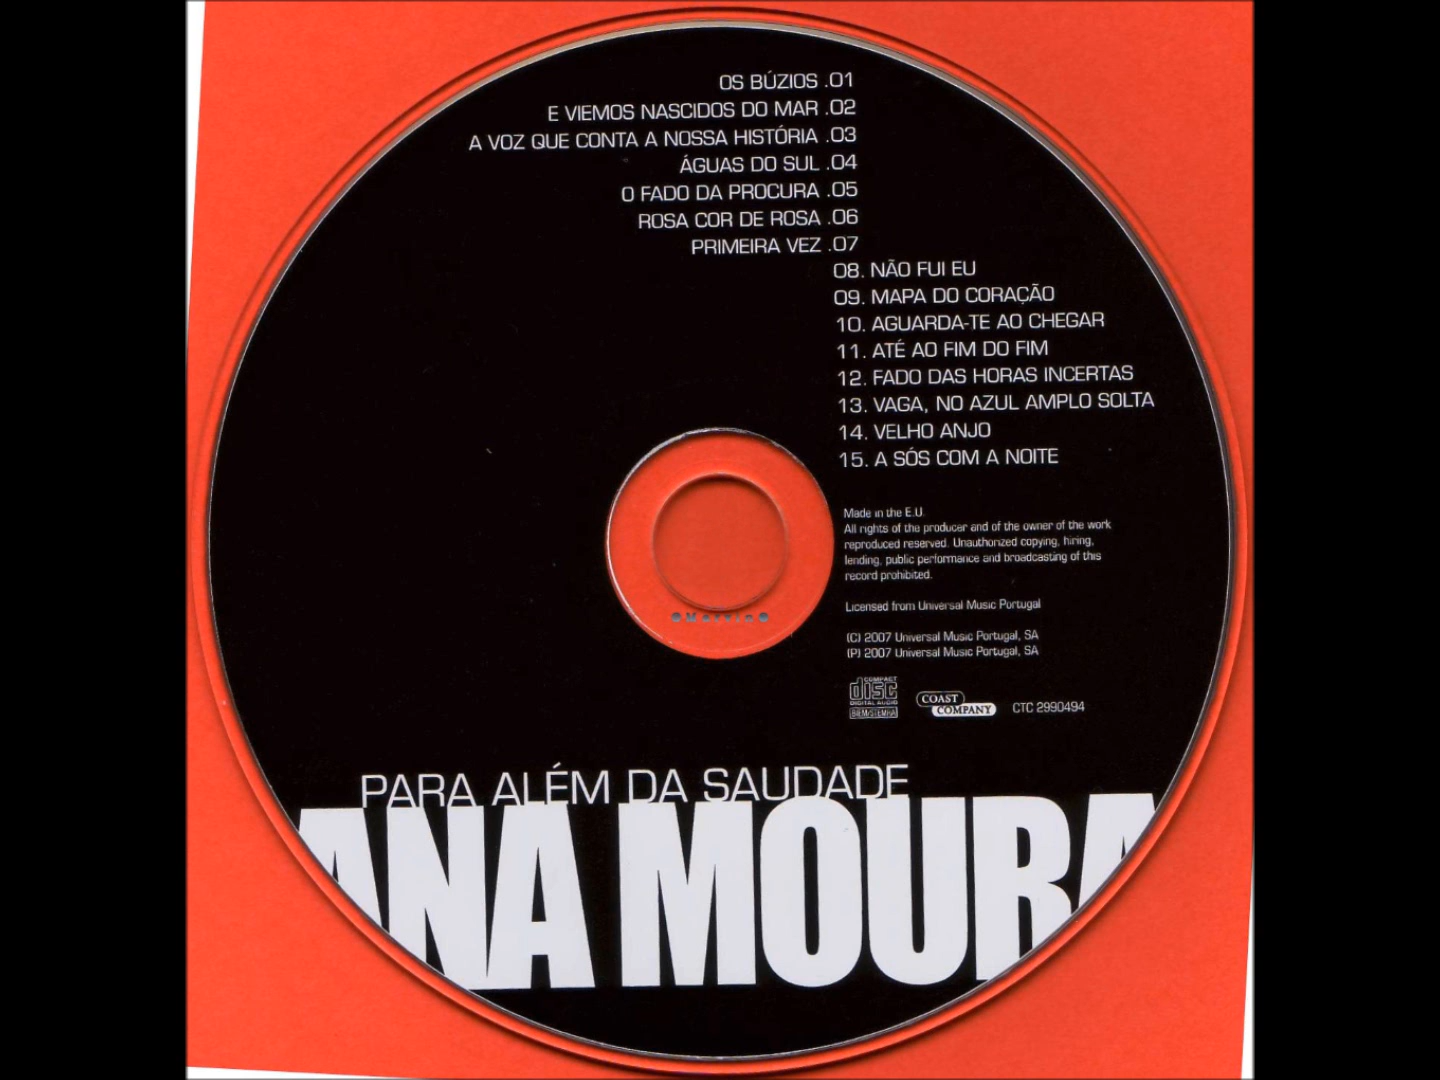 OS BÚZIOS .01
E VIEMOS NASCIDOS DO MAR .02
A VOZ QUE CONTA A NOSSA HISTÓRIA .03
ÁGUAS DO SUL .04
O FADO DA PROCURA .05
ROSA COR DE ROSA .06
PRIMEIRA VEZ .07
08. NÃO FUI EU
09. MAPA DO CORAÇÃO
10. AGUARDA-TE AO CHEGAR
11. ATÉ AO FIM DO FIM
12. FADO DAS HORAS INCERTAS
13. VAGA, NO AZUL AMPLO SOLTA
14. VELHO ANJO
15. A SÓS COM A NOITE
Made in the E.U.
All rights of the producer and of the owner of the work
reproduced reserved. Unauthorized copying, hiring,
lending, public performance and broadcasting of this
record prohibited.
Licensed from Universal Music Portugal
(C) 2007 Universal Music Portugal, SA
(P) 2007 Universal Music Portugal, SA
COMPACT
disc
DIGITAL AUDIO
BIEM/STEMRA
COAST
COMPANY
CTC 2990494
PARA ALÉM DA SAUDADE
ANA MOURA